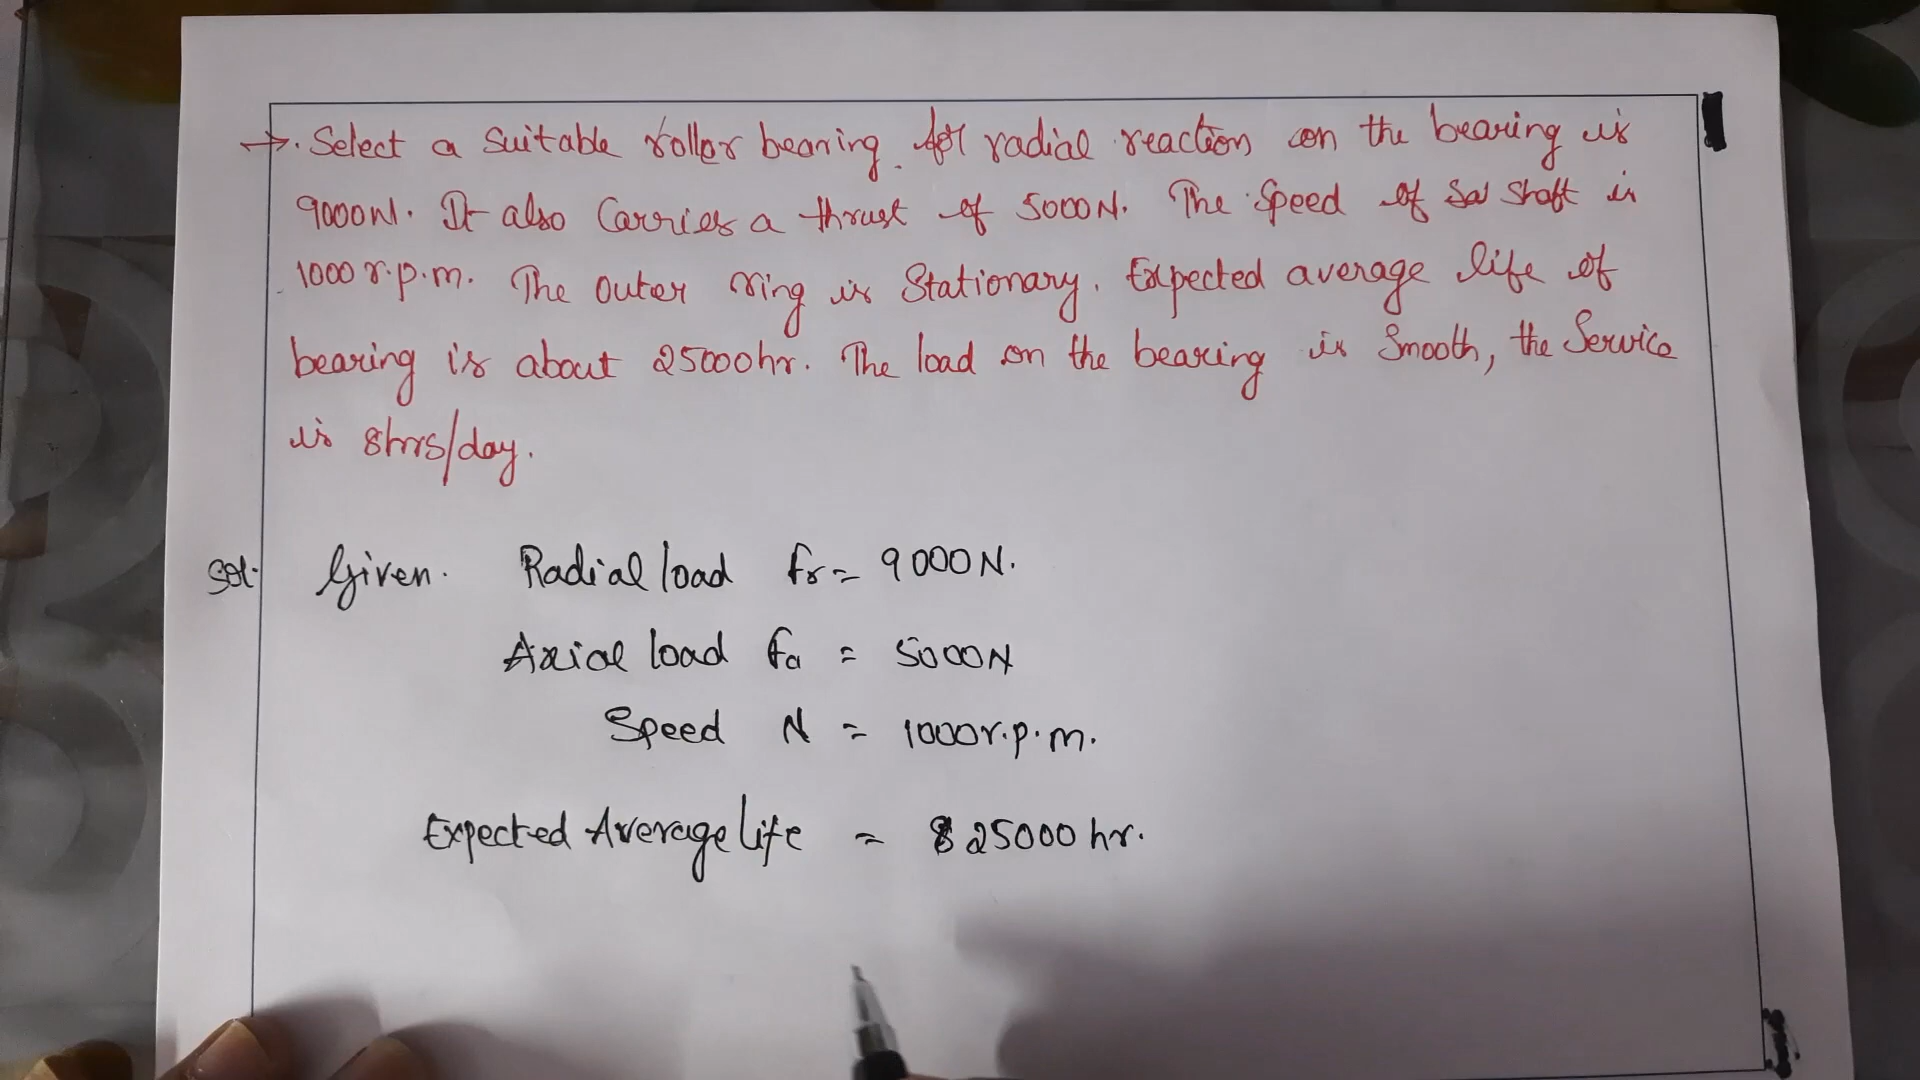 →. Select a suitable roller bearing for radial reaction on the bearing is
9000N. It also carries a thrust of 5000N. The speed of shaft is
1000 r.p.m. The outer ring is stationary. Expected average life of
bearing is about 25000hr. The load on the bearing is smooth, the service
is 8hrs/day.
Sol. Given. Radial load fr = 9000N.
Axial load fa = 5000N
Speed N = 1000r.p.m.
Expected Average life = 25000 hr.